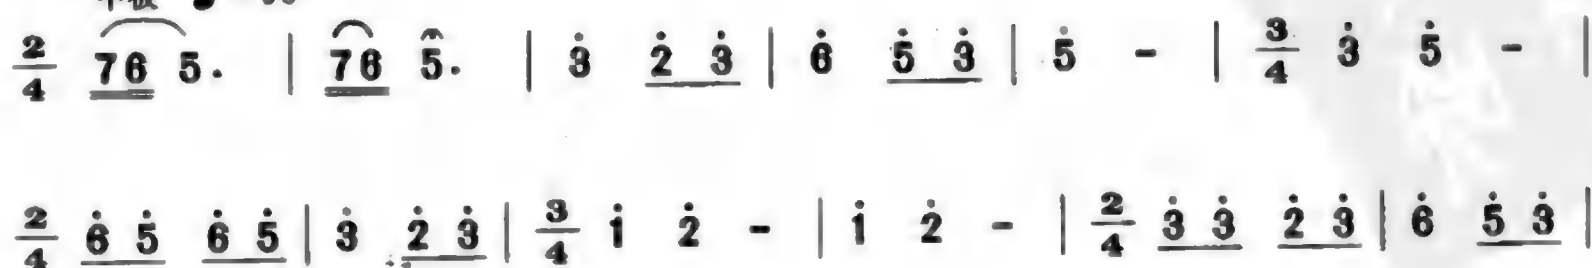 2/4 76 5. | 76 5. | 3̇ 2̇ 3̇ | 6̇ 5̇ 3̇ | 5̇ - | 3/4 3̇ 5̇ - |
2/4 6̇ 5̇ 6̇ 5̇ | 3̇ 2̇ 3̇ | 3/4 1̇ 2̇ - | 1̇ 2̇ - | 2/4 3̇ 3̇ 2̇ 3̇ | 6̇ 5̇ 3̇ |